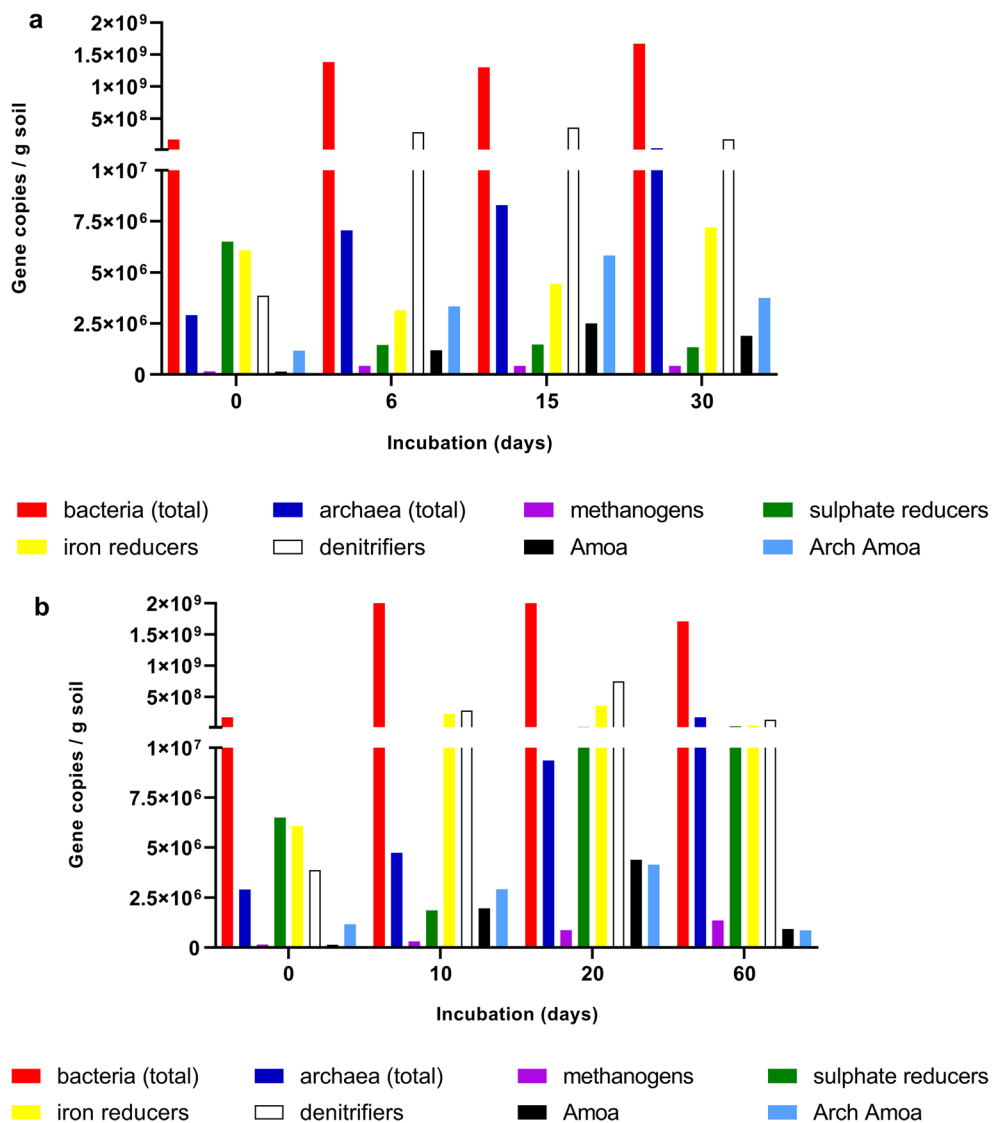 a
2×10⁹
1.5×10⁹
1×10⁹
5×10⁸
1×10⁷
7.5×10⁶
5×10⁶
2.5×10⁶
0
Gene copies / g soil
0 6 15 30
Incubation (days)
bacteria (total) archaea (total) methanogens sulphate reducers
iron reducers denitrifiers Amoa Arch Amoa
b
2×10⁹
1.5×10⁹
1×10⁹
5×10⁸
1×10⁷
7.5×10⁶
5×10⁶
2.5×10⁶
0
Gene copies / g soil
0 10 20 60
Incubation (days)
bacteria (total) archaea (total) methanogens sulphate reducers
iron reducers denitrifiers Amoa Arch Amoa